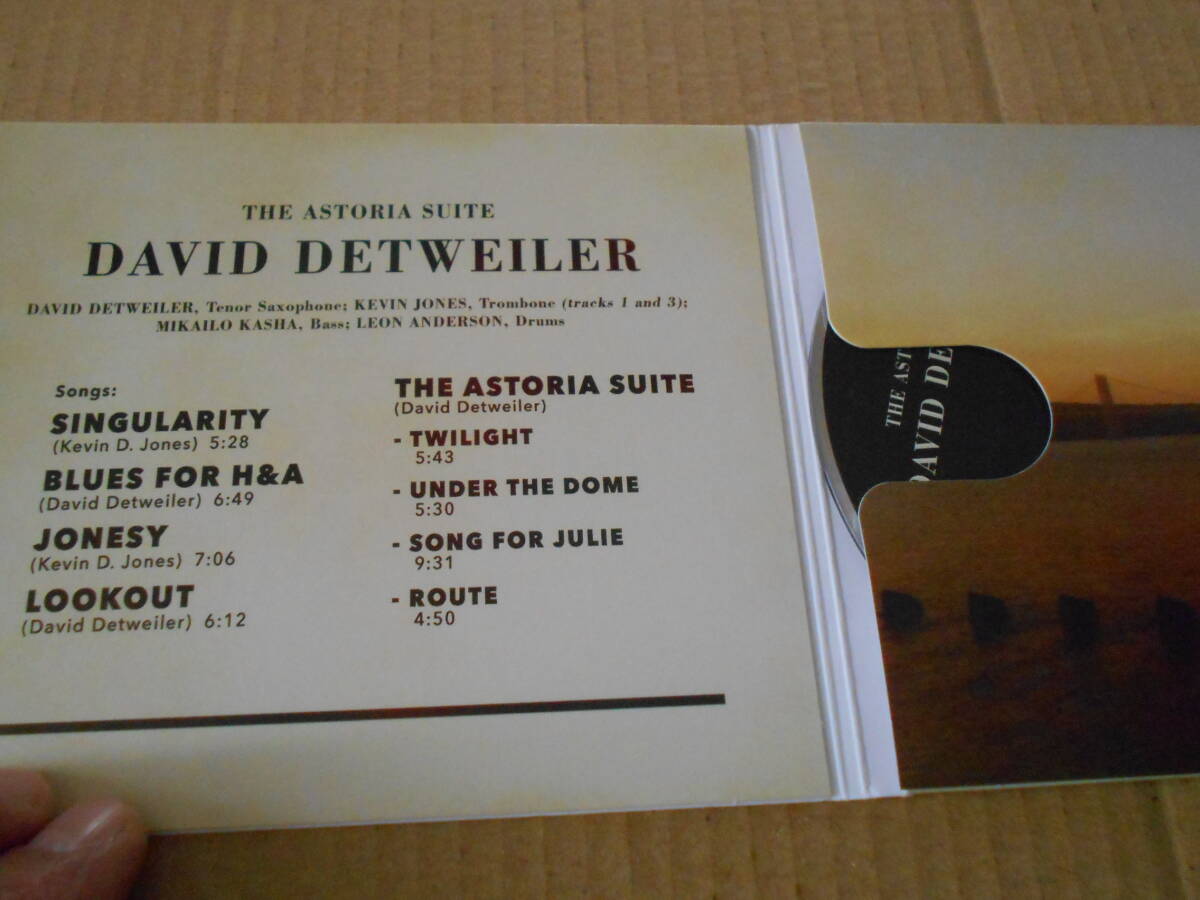 THE ASTORIA SUITE
DAVID DETWEILER
DAVID DETWEILER, Tenor Saxophone; KEVIN JONES, Trombone (tracks 1 and 3);
MIKAILO KASHA, Bass; LEON ANDERSON, Drums
Songs:
SINGULARITY
(Kevin D. Jones) 5:28
BLUES FOR H&A
(David Detweiler) 6:49
JONESY
(Kevin D. Jones) 7:06
LOOKOUT
(David Detweiler) 6:12
THE ASTORIA SUITE
(David Detweiler)
- TWILIGHT
5:43
- UNDER THE DOME
5:30
- SONG FOR JULIE
9:31
- ROUTE
4:50
THE AST
DAVID DE